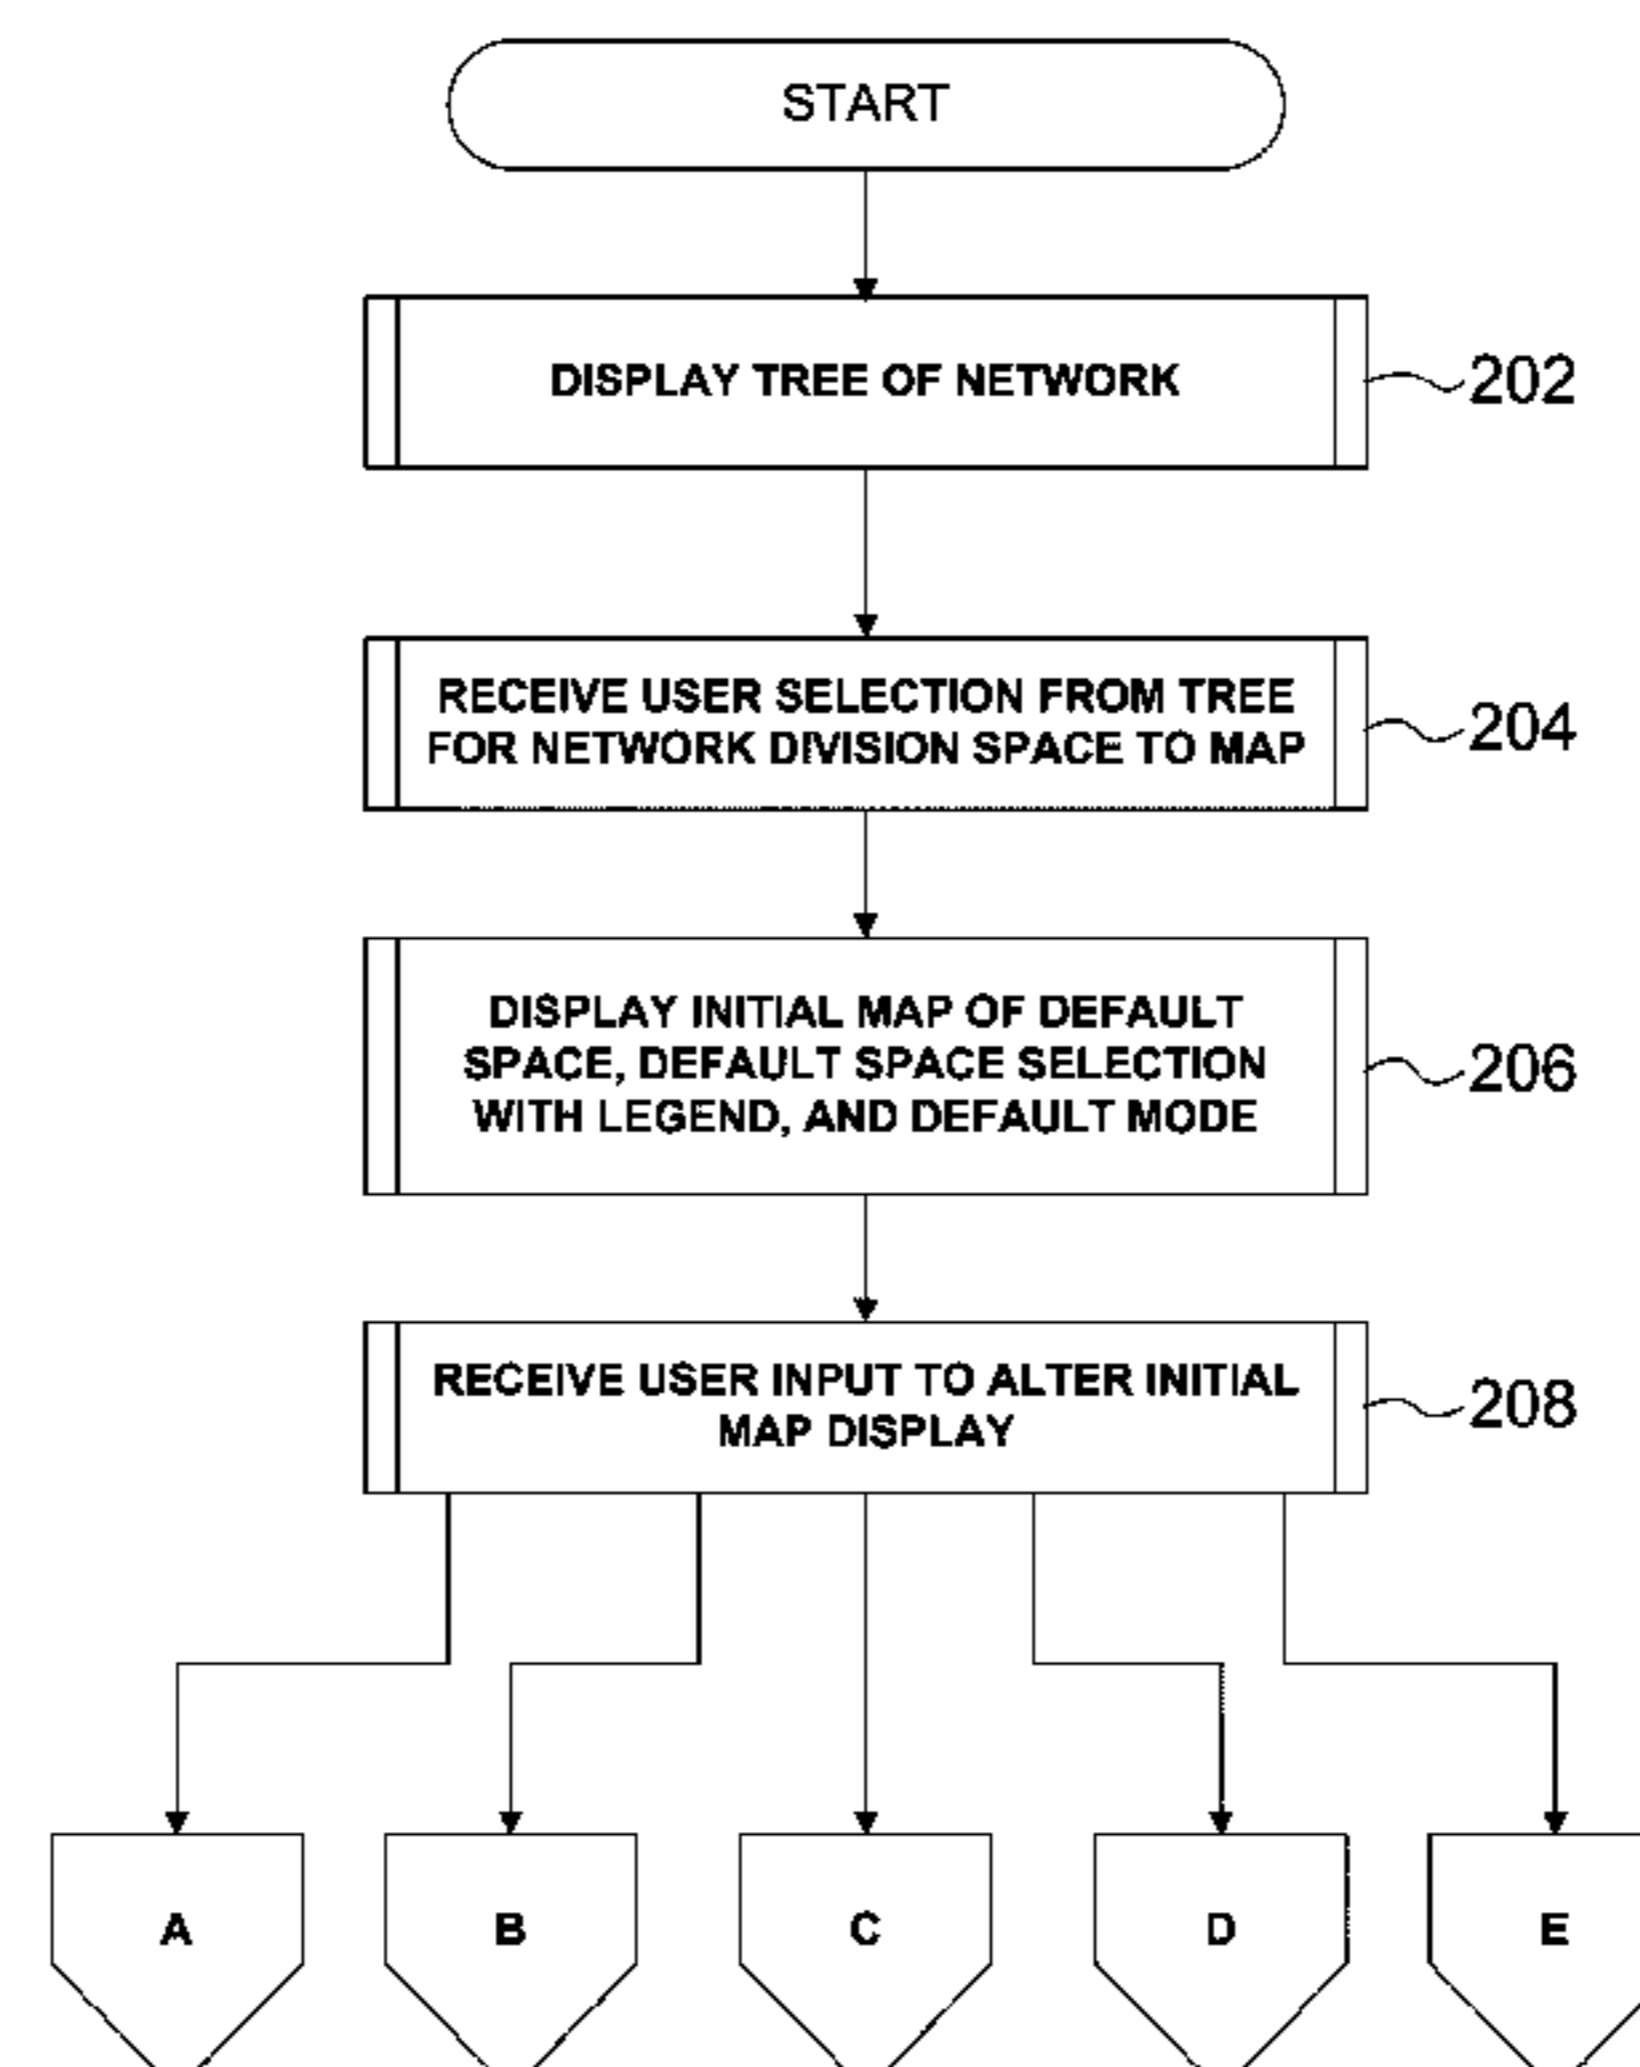 START
DISPLAY TREE OF NETWORK
202
RECEIVE USER SELECTION FROM TREE
FOR NETWORK DIVISION SPACE TO MAP
204
DISPLAY INITIAL MAP OF DEFAULT
SPACE, DEFAULT SPACE SELECTION
WITH LEGEND, AND DEFAULT MODE
206
RECEIVE USER INPUT TO ALTER INITIAL
MAP DISPLAY
208
A
B
C
D
E